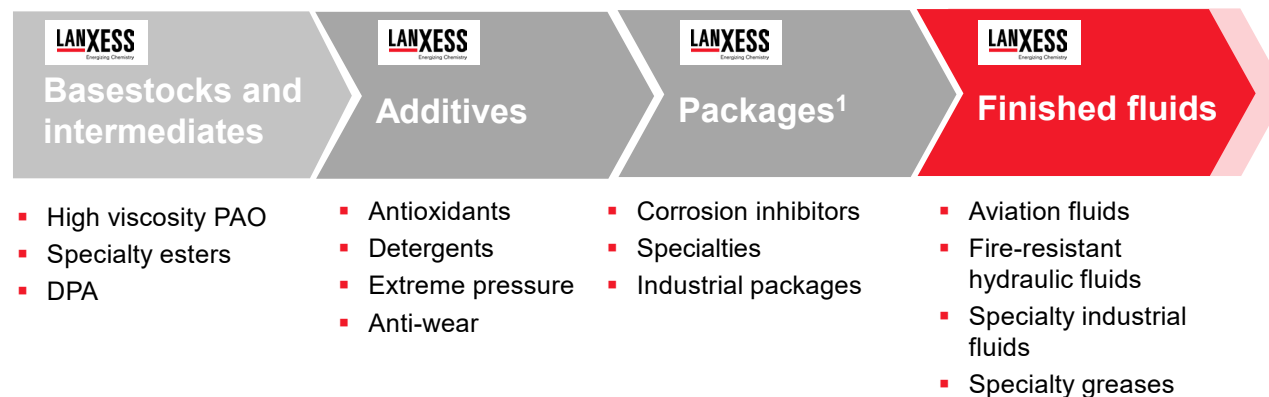 LANXESS
Energizing Chemistry
Basestocks and
intermediates
LANXESS
Energizing Chemistry
Additives
LANXESS
Energizing Chemistry
Packages¹
LANXESS
Energizing Chemistry
Finished fluids
▪ High viscosity PAO
▪ Specialty esters
▪ DPA
▪ Antioxidants
▪ Detergents
▪ Extreme pressure
▪ Anti-wear
▪ Corrosion inhibitors
▪ Specialties
▪ Industrial packages
▪ Aviation fluids
▪ Fire-resistant
hydraulic fluids
▪ Specialty industrial
fluids
▪ Specialty greases